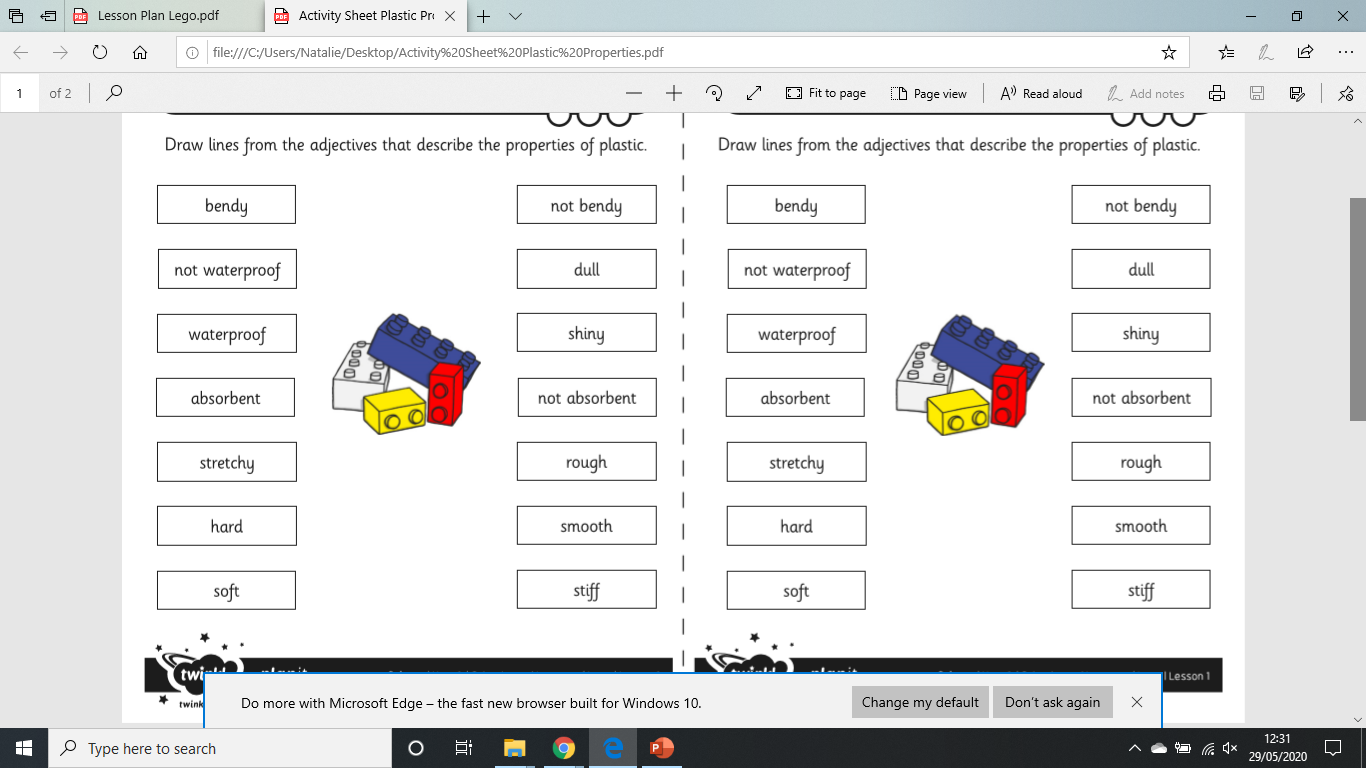 Lesson Plan Lego.pdf
Activity Sheet Plastic Pr
file:///C:/Users/Natalie/Desktop/Activity%20Sheet%20Plastic%20Properties.pdf
1 of 2
Fit to page
Page view
Read aloud
Add notes
Draw lines from the adjectives that describe the properties of plastic.
bendy
not bendy
not waterproof
dull
waterproof
shiny
absorbent
not absorbent
stretchy
rough
hard
smooth
soft
stiff
Draw lines from the adjectives that describe the properties of plastic.
bendy
not bendy
not waterproof
dull
waterproof
shiny
absorbent
not absorbent
stretchy
rough
hard
smooth
soft
stiff
Lesson 1
Do more with Microsoft Edge – the fast new browser built for Windows 10.
Change my default
Don't ask again
Type here to search
12:31
29/05/2020